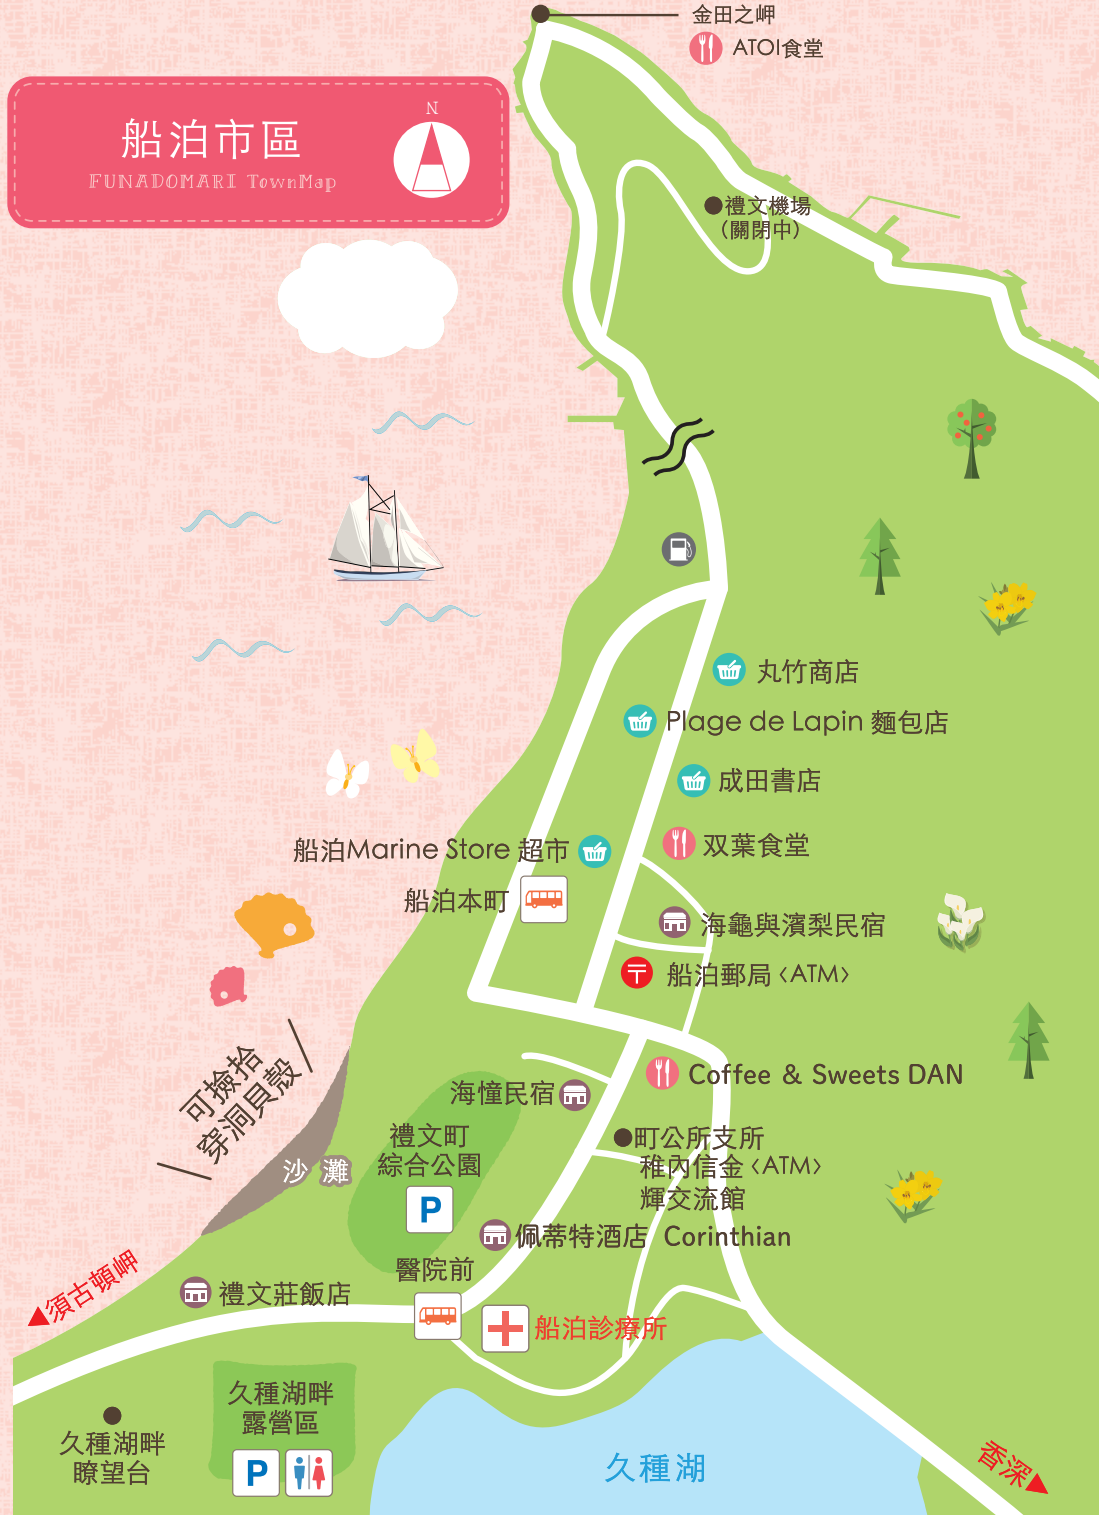 金田之岬
ATOI食堂
船泊市區
FUNADOMARI TownMap
N
禮文機場
（關閉中）
丸竹商店
Plage de Lapin 麵包店
成田書店
双葉食堂
船泊Marine Store 超市
船泊本町
海龜與濱梨民宿
船泊郵局〈ATM〉
可撿拾
穿洞貝殼
沙灘
Coffee & Sweets DAN
海憧民宿
禮文町
綜合公園
P
町公所支所
稚內信金〈ATM〉
輝交流館
佩蒂特酒店 Corinthian
醫院前
船泊診療所
須古頓岬
禮文莊飯店
久種湖畔
露營區
P
久種湖畔
瞭望台
久種湖
香深